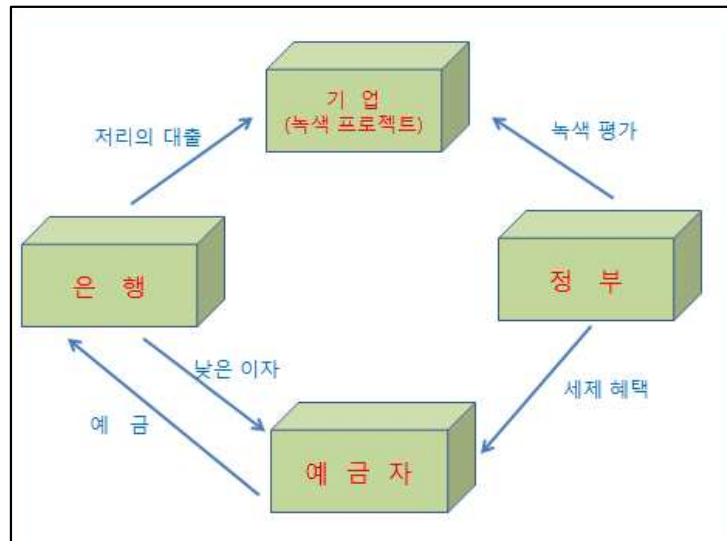 기 업
(녹색 프로젝트)
저리의 대출
녹색 평가
은 행
정 부
낮은 이자
세제 혜택
예 금
예 금 자